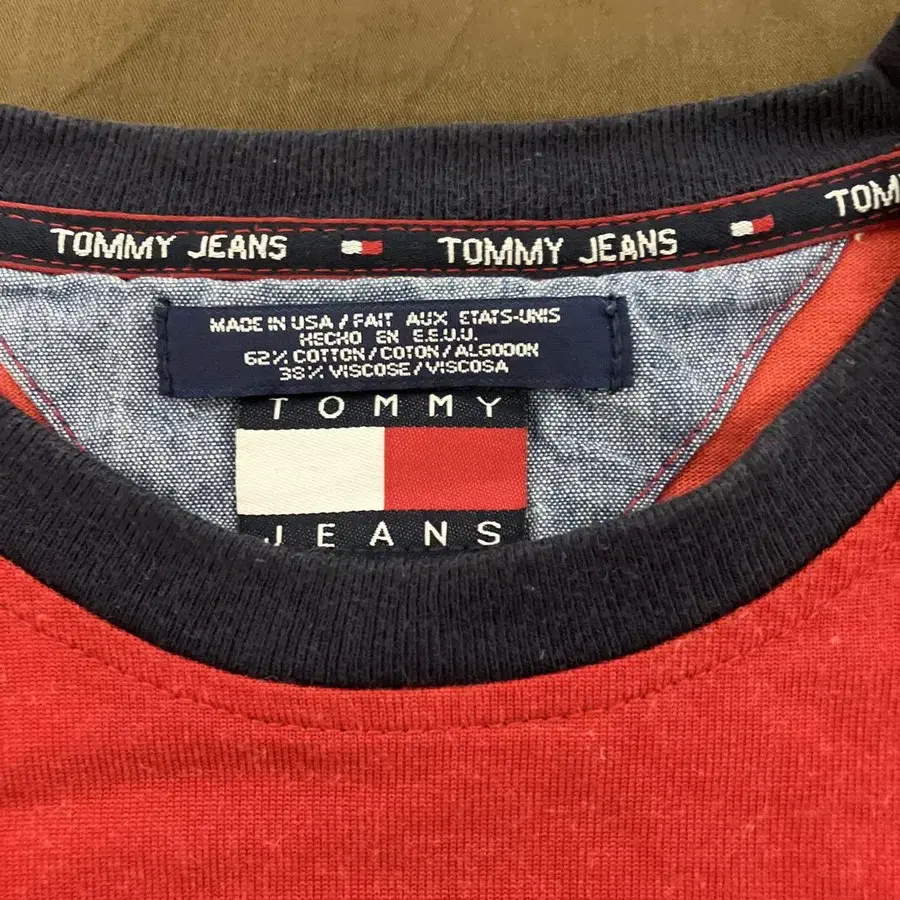 TOMMY JEANS TOMMY JEANS TOM
MADE IN USA / FAIT AUX ETATS-UNIS
HECHO EN E.E.U.U.
62% COTTON / COTON / ALGODON
38% VISCOSE / VISCOSA
TOMMY
JEANS